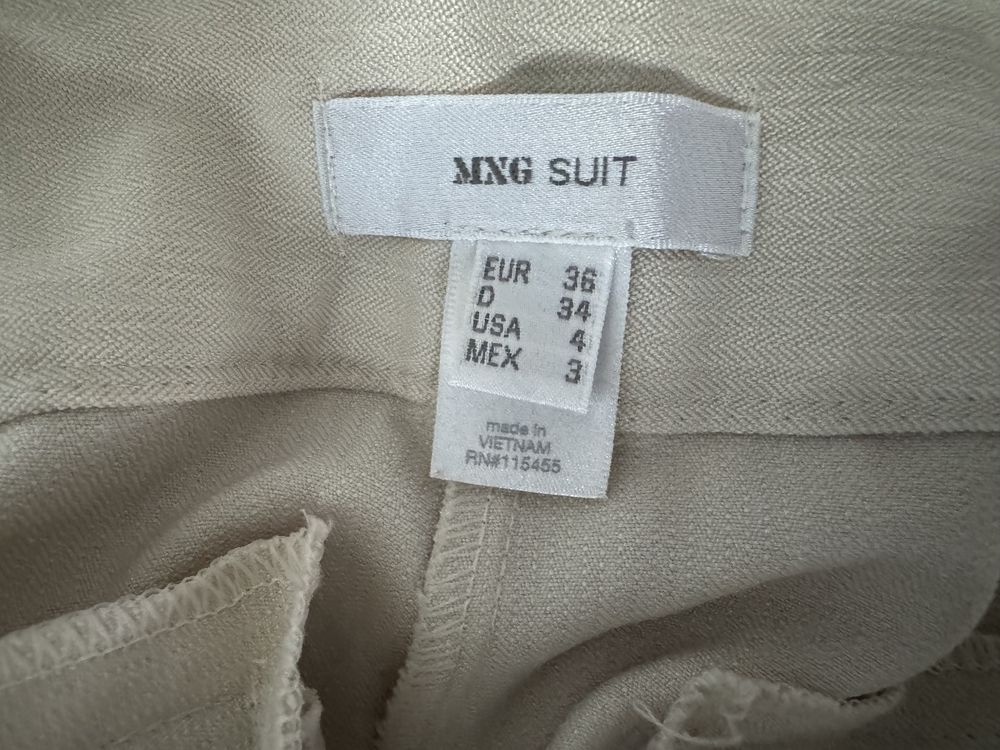 MNG SUIT
EUR 36
D 34
USA 4
MEX 3
made in
VIETNAM
RN#115455